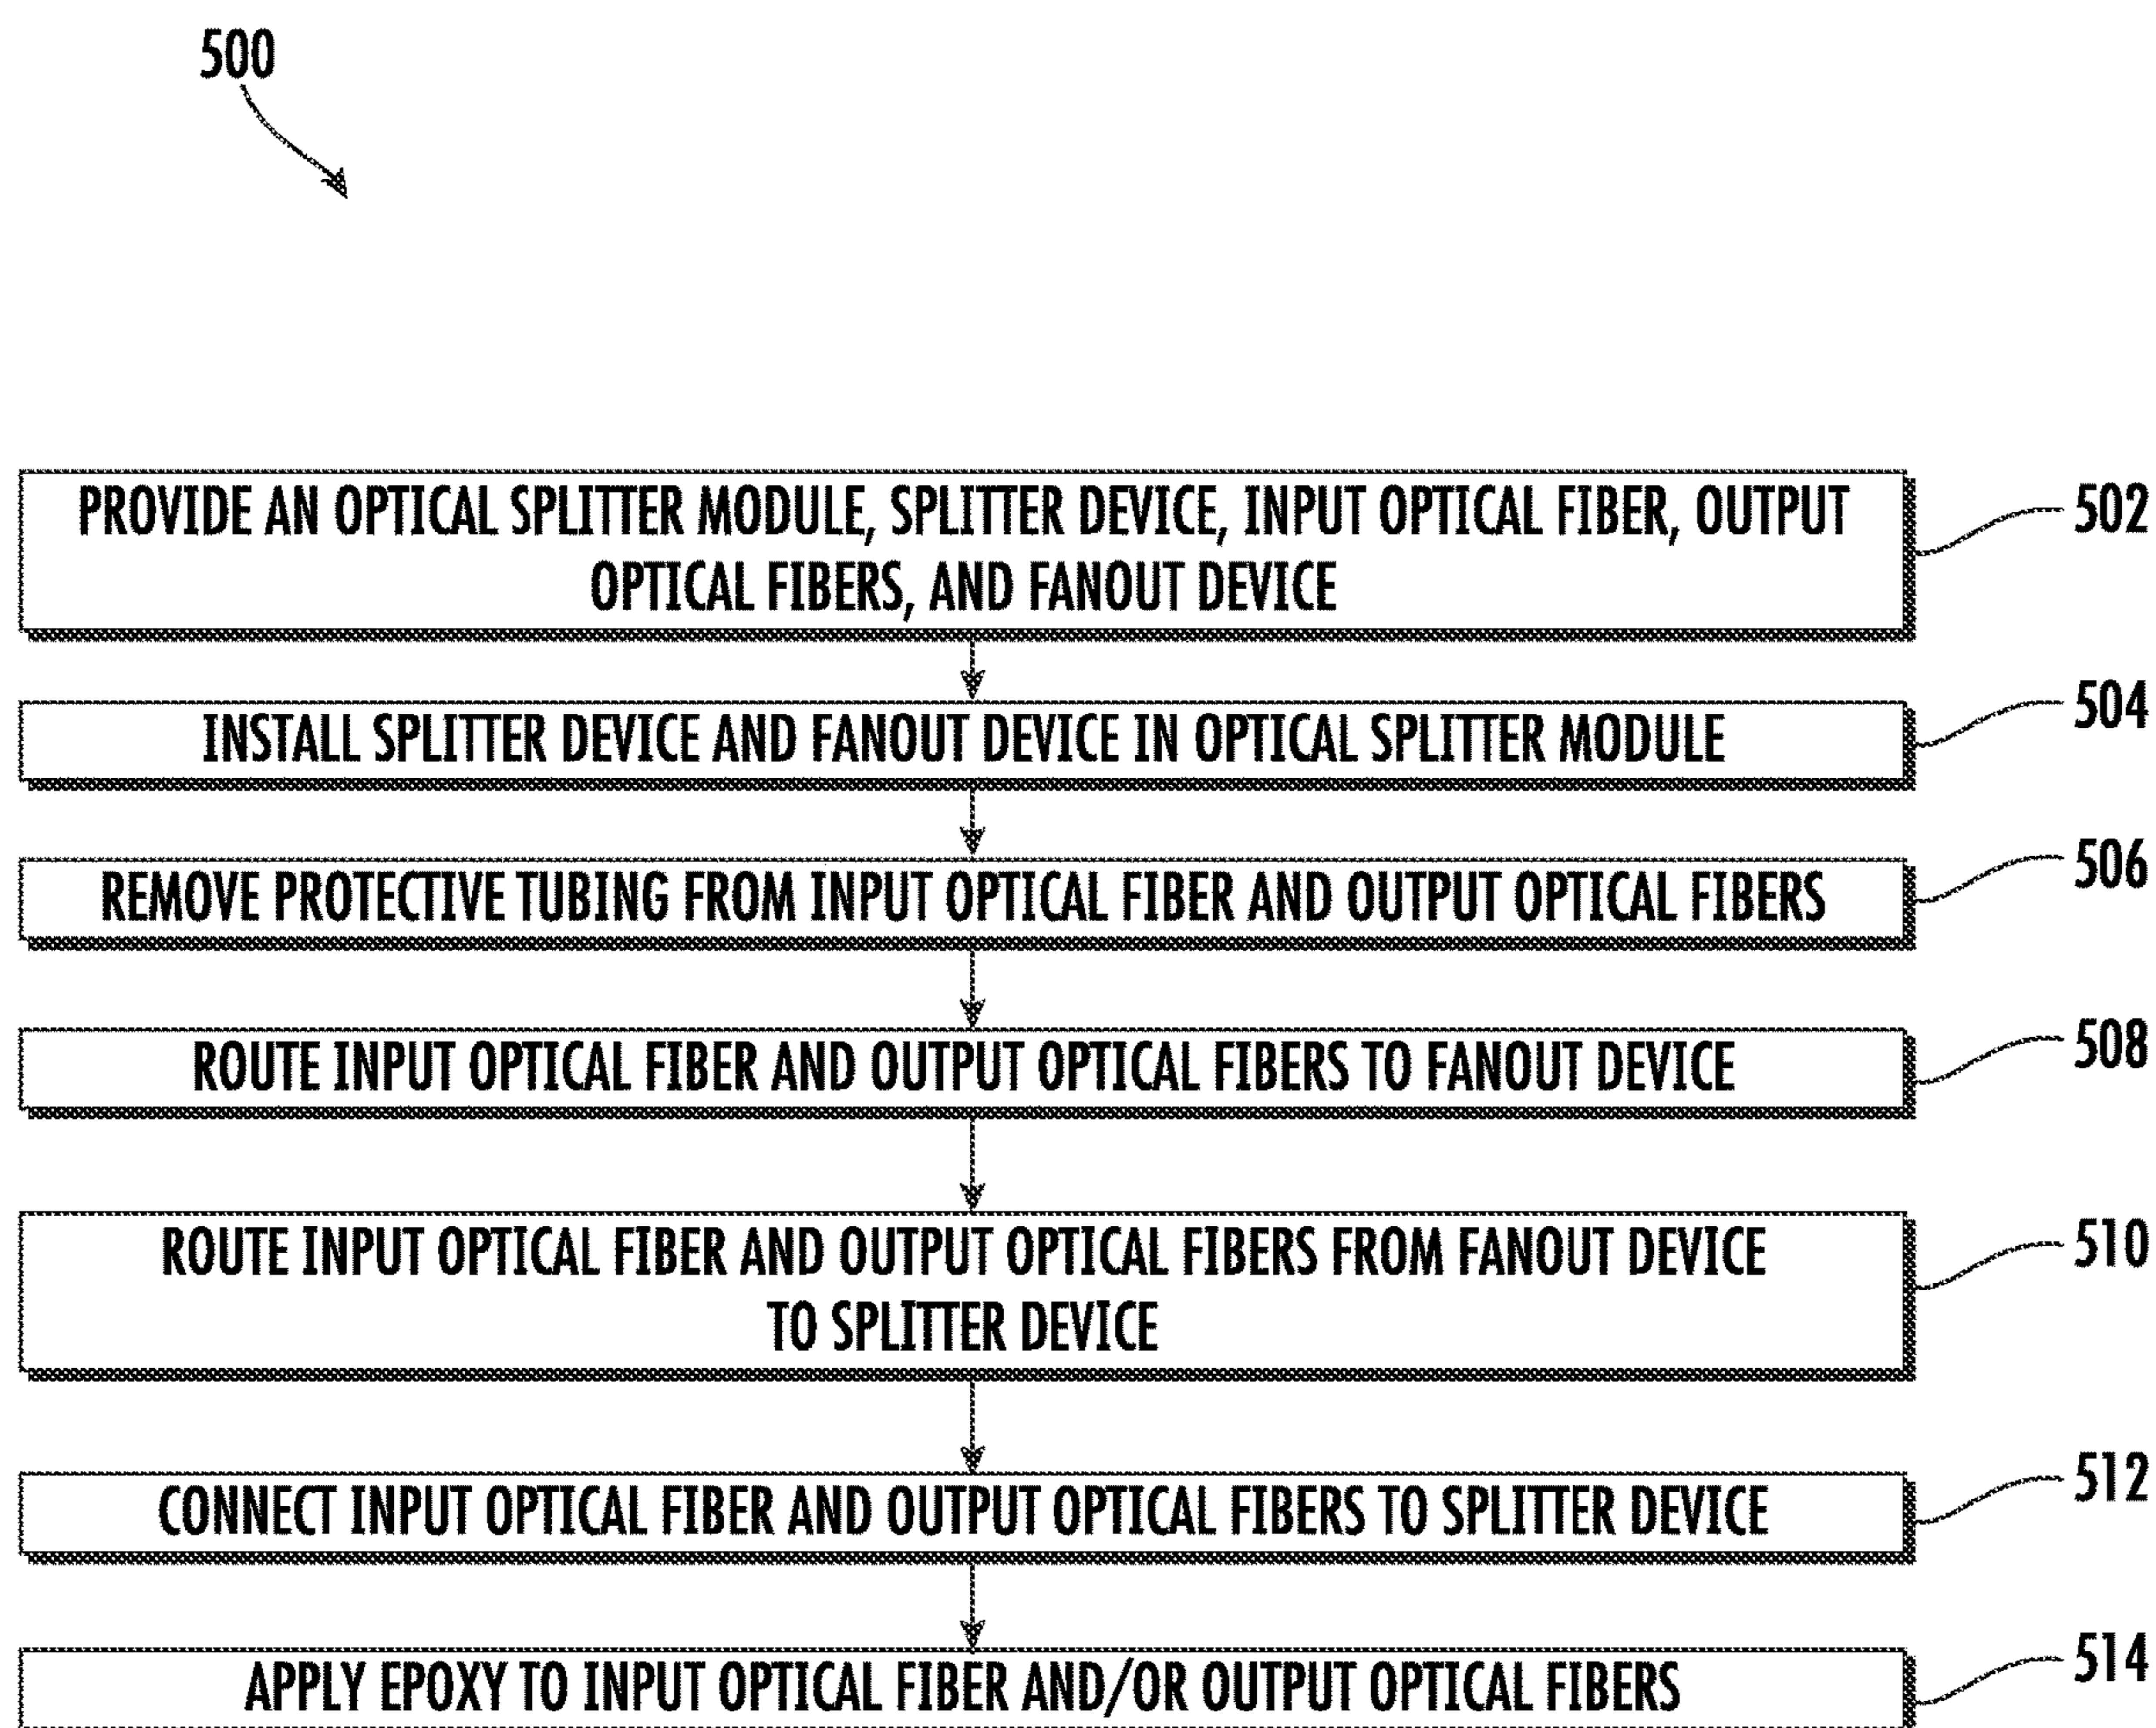 500
PROVIDE AN OPTICAL SPLITTER MODULE, SPLITTER DEVICE, INPUT OPTICAL FIBER, OUTPUT
OPTICAL FIBERS, AND FANOUT DEVICE
502
INSTALL SPLITTER DEVICE AND FANOUT DEVICE IN OPTICAL SPLITTER MODULE
504
REMOVE PROTECTIVE TUBING FROM INPUT OPTICAL FIBER AND OUTPUT OPTICAL FIBERS
506
ROUTE INPUT OPTICAL FIBER AND OUTPUT OPTICAL FIBERS TO FANOUT DEVICE
508
ROUTE INPUT OPTICAL FIBER AND OUTPUT OPTICAL FIBERS FROM FANOUT DEVICE
TO SPLITTER DEVICE
510
CONNECT INPUT OPTICAL FIBER AND OUTPUT OPTICAL FIBERS TO SPLITTER DEVICE
512
APPLY EPOXY TO INPUT OPTICAL FIBER AND/OR OUTPUT OPTICAL FIBERS
514